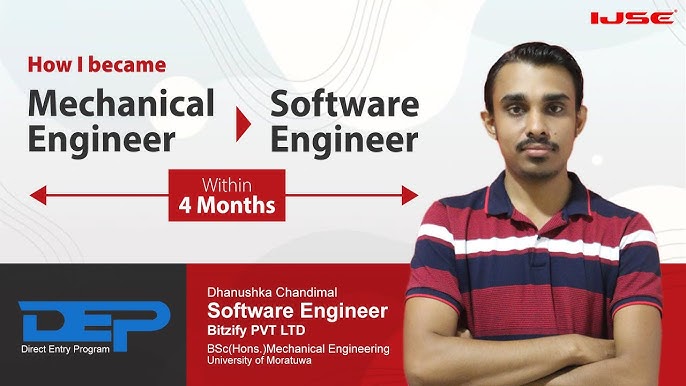 IJSE
How I became
Mechanical Software
Engineer Engineer
Within
4 Months
DEP
Direct Entry Program
Dhanushka Chandimal
Software Engineer
Bitzify PVT LTD
BSc(Hons.)Mechanical Engineering
University of Moratuwa